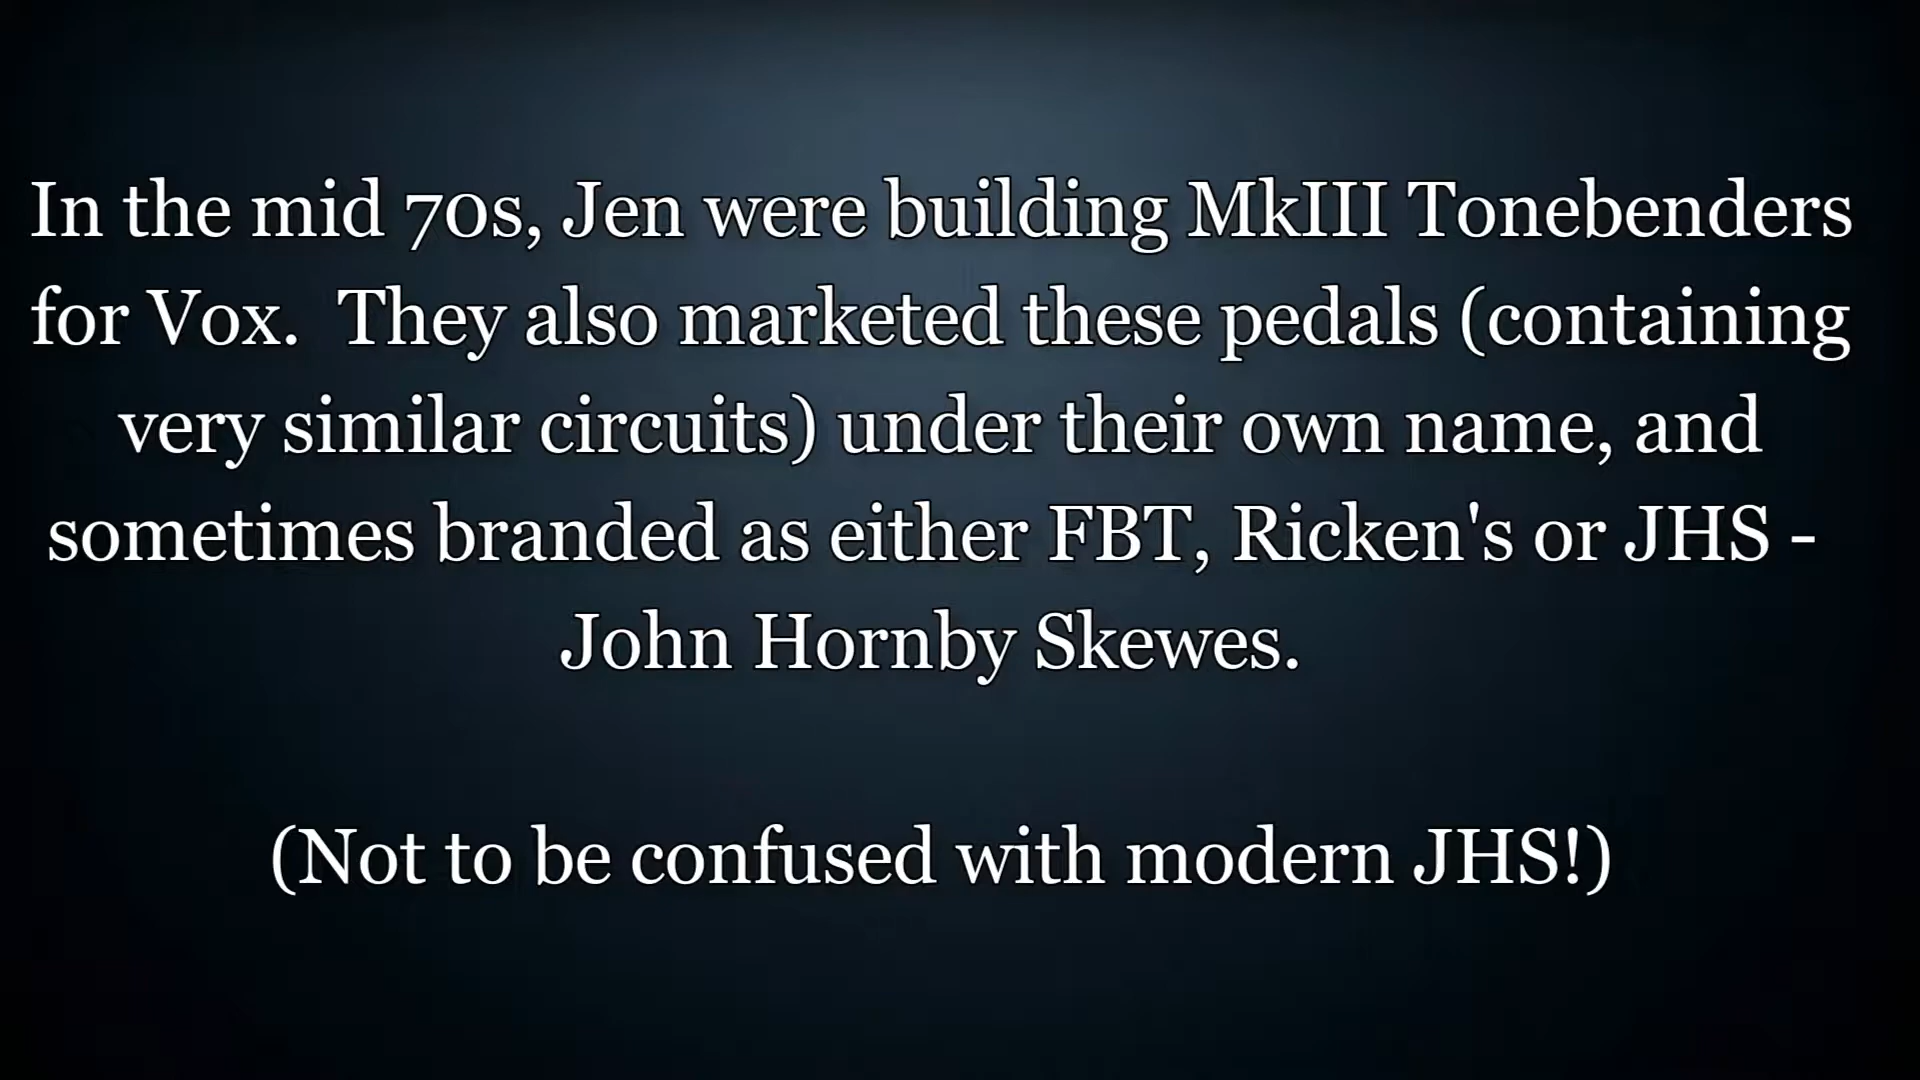 In the mid 70s, Jen were building MkIII Tonebenders
for Vox.  They also marketed these pedals (containing
very similar circuits) under their own name, and
sometimes branded as either FBT, Ricken's or JHS -
John Hornby Skewes.
(Not to be confused with modern JHS!)